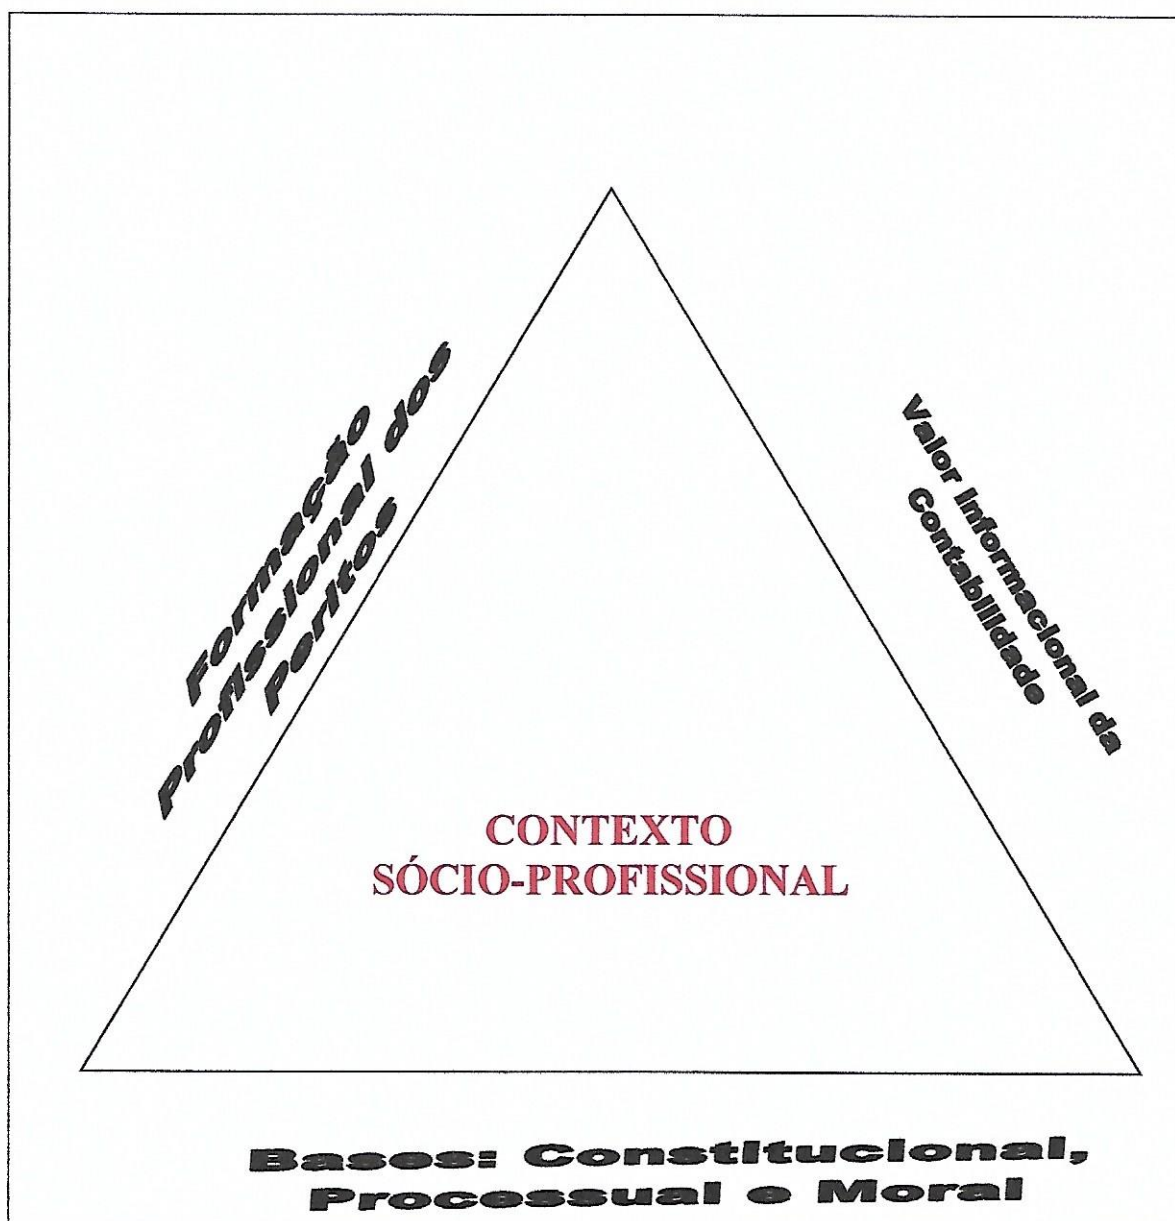 Formação
Profissional dos
Peritos
Valor Informacional da
Contabilidade
CONTEXTO
SÓCIO-PROFISSIONAL
Bases: Constitucional,
Processual e Moral